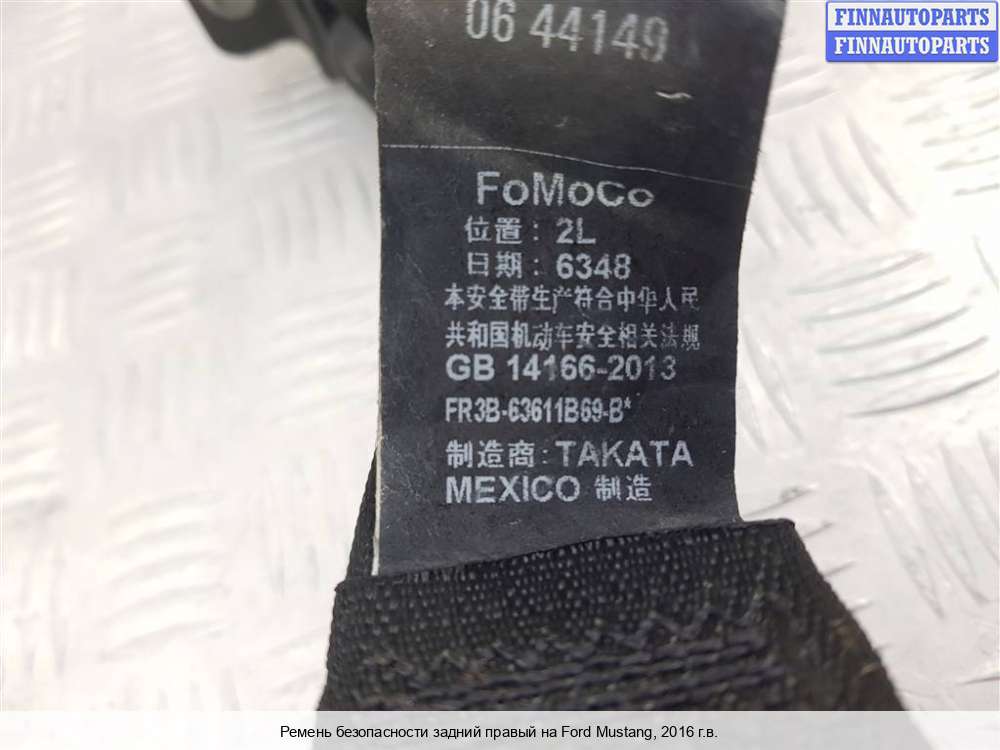 FINNAUTOPARTS
FINNAUTOPARTS
06 44149
FoMoCo
位置: 2L
日期: 6348
本安全带生产符合中华人民
共和国机动车安全相关法规
GB 14166-2013
FR3B-63611B69-B*
制造商: TAKATA
MEXICO 制造
Ремень безопасности задний правый на Ford Mustang, 2016 г.в.